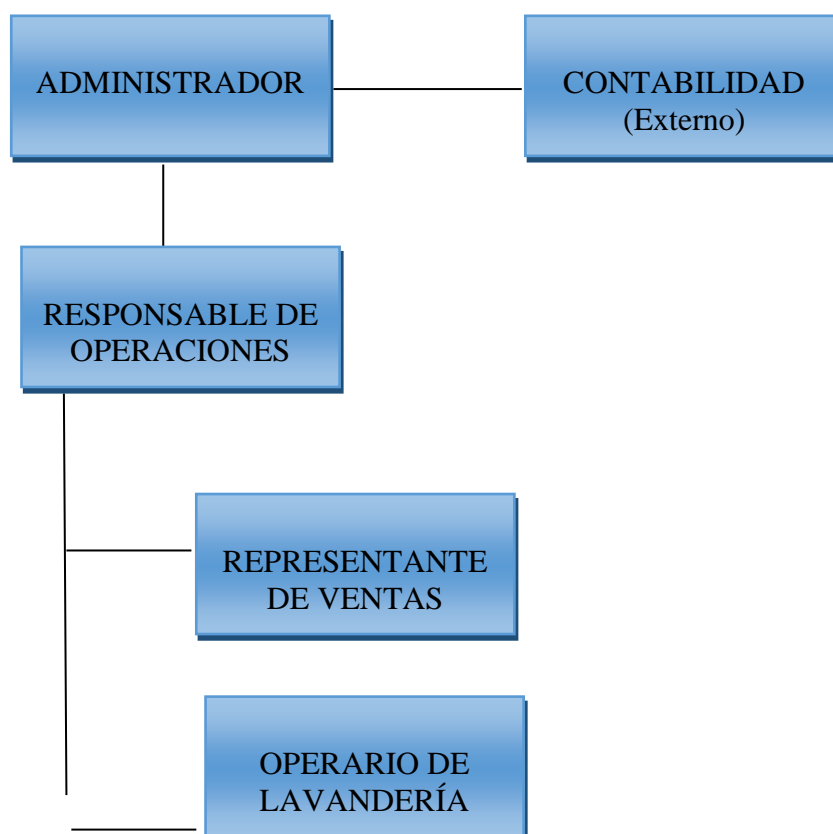 ADMINISTRADOR
CONTABILIDAD
(Externo)
RESPONSABLE DE
OPERACIONES
REPRESENTANTE
DE VENTAS
OPERARIO DE
LAVANDERÍA